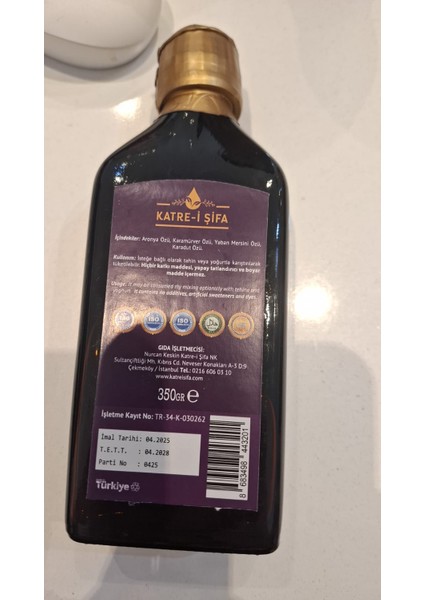 KATRE-İ ŞİFA
İçindekiler: Aronya Özü, Karamürver Özü, Yaban Mersini Özü,
Karadut Özü.
Kullanım: İsteğe bağlı olarak tahin veya yoğurtla karıştırılarak
tüketilebilir. Hiçbir katkı maddesi, yapay tatlandırıcı ve boyar
madde içermez.
Usage: It may be consumed by mixing optionally with tahini and
yoghurt. It contains no additives, artificial sweeteners and dyes
ISO
ISO
GIDA İŞLETMECİSİ:
Nurcan Keskin Katre-i Şifa NK
Sultançiftliği Mh. Kıbrıs Cd. Neveser Konakları A-3 D:9
Çekmeköy / İstanbul Tel.: 0216 606 03 10
www.katreisifa.com
350GR e
İşletme Kayıt No: TR-34-K-030262
İmal Tarihi: 04.2025
T.E.T.T. : 04.2028
Parti No : 0425
Türkiye
8 683498 443201